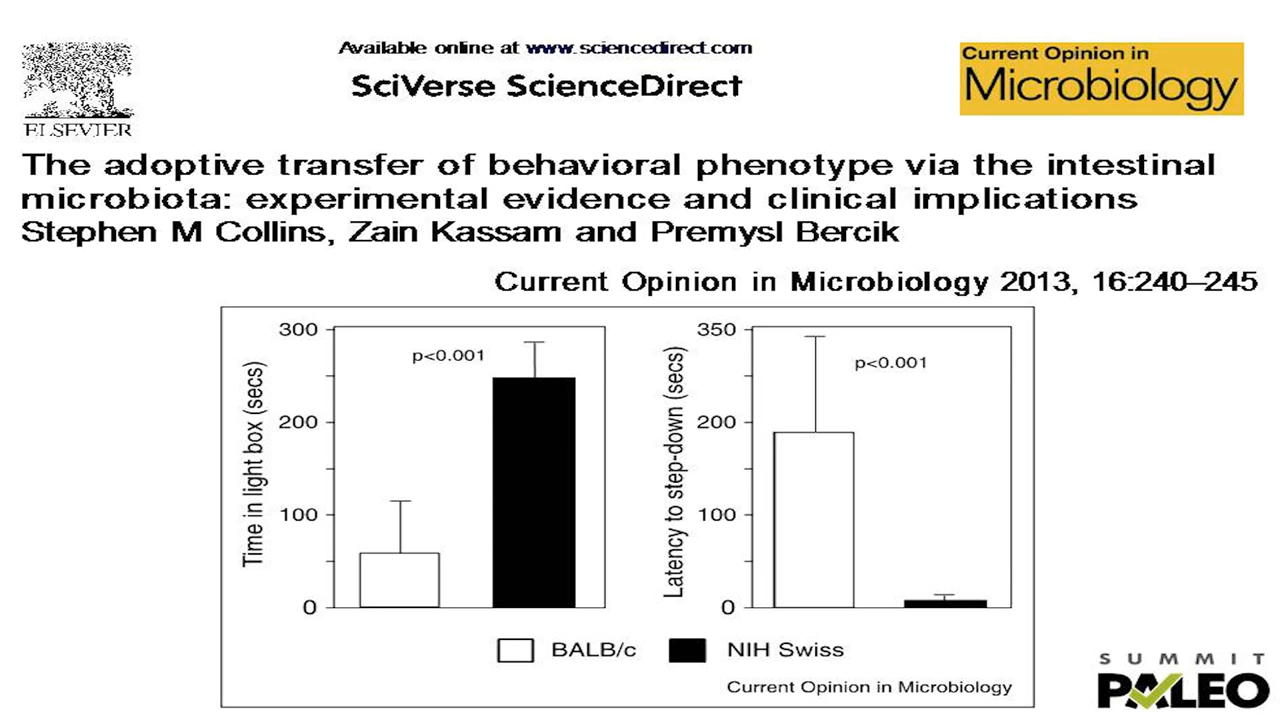 Available online at www.sciencedirect.com
SciVerse ScienceDirect
ELSEVIER
Current Opinion in
Microbiology
The adoptive transfer of behavioral phenotype via the intestinal
microbiota: experimental evidence and clinical implications
Stephen M Collins, Zain Kassam and Premysl Bercik
Current Opinion in Microbiology 2013, 16:240–245
Time in light box (secs)
300
200
100
0
p<0.001
Latency to step-down (secs)
350
200
100
0
p<0.001
BALB/c
NIH Swiss
Current Opinion in Microbiology
SUMMIT
PALEO